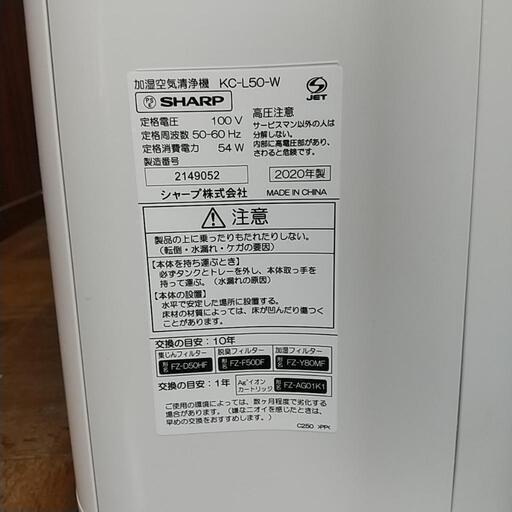 加湿空気清浄機 KC-L50-W
PS E SHARP
S JET
定格電圧 100 V
定格周波数 50-60 Hz
定格消費電力 54 W
製造番号
2149052
シャープ株式会社
高圧注意
サービスマン以外の人は
分解しない。
内部に高電圧部があり、
さわると危険です。
2020年製
MADE IN CHINA
注意
製品の上に乗ったりもたれたりしない。
(転倒・水漏れ・ケガの要因)
【本体を持ち運ぶとき】
必ずタンクとトレーを外し、本体取っ手を
持って運ぶ。(水漏れの原因)
【本体の設置】
水平で安定した場所に設置する。
床材の材質によっては、床が凹んだり傷つく
ことがあります。
交換の目安:10年
集じんフィルター 脱臭フィルター 加湿フィルター
形名 FZ-D50HF 形名 FZ-F50DF 形名 FZ-Y80MF
交換の目安:1年 Ag+イオンカートリッジ 形名 FZ-AG01K1
ご使用の環境によっては、数ヶ月程度で劣化する
場合があります。(嫌なニオイを感じたときは、
早めの交換をおすすめします。)
C250 >PP<